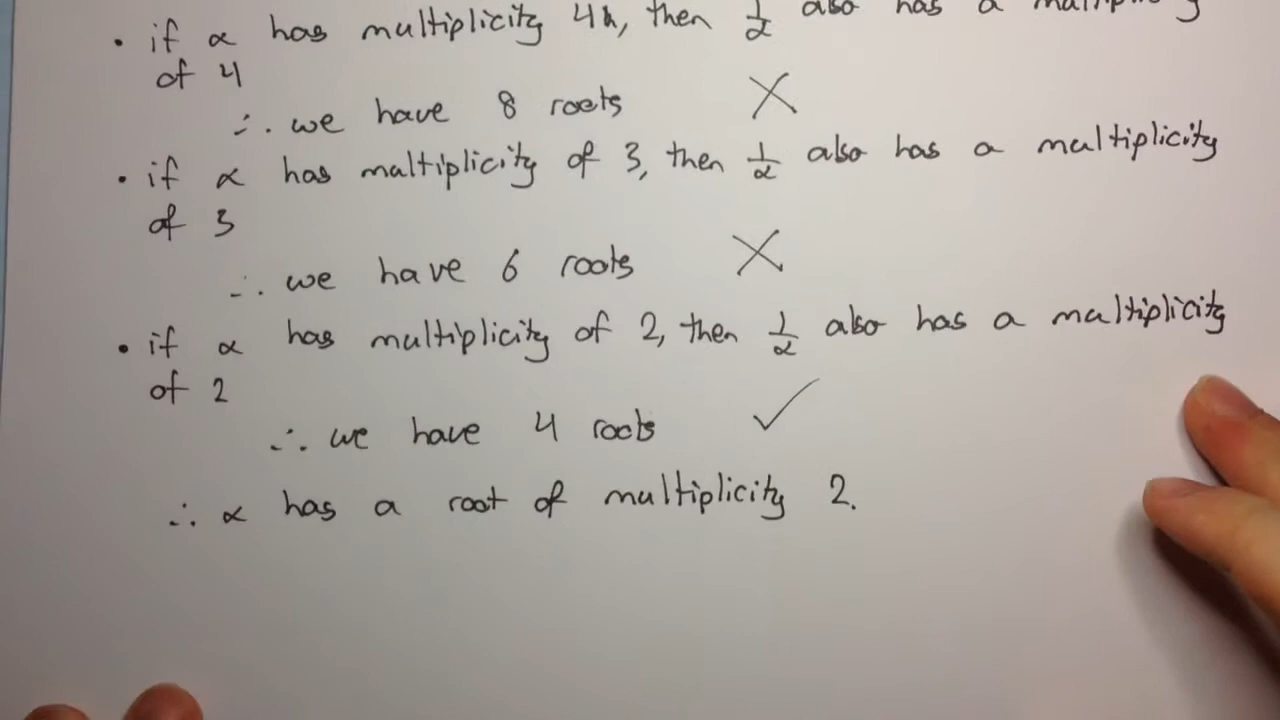 • if α has multiplicity 4, then 1/α also has a
of 4
∴ we have 8 roots ✗
• if α has multiplicity of 3, then 1/α also has a multiplicity
of 3
∴ we have 6 roots ✗
• if α has multiplicity of 2, then 1/α also has a multiplicity
of 2
∴ we have 4 roots ✓
∴ α has a root of multiplicity 2.